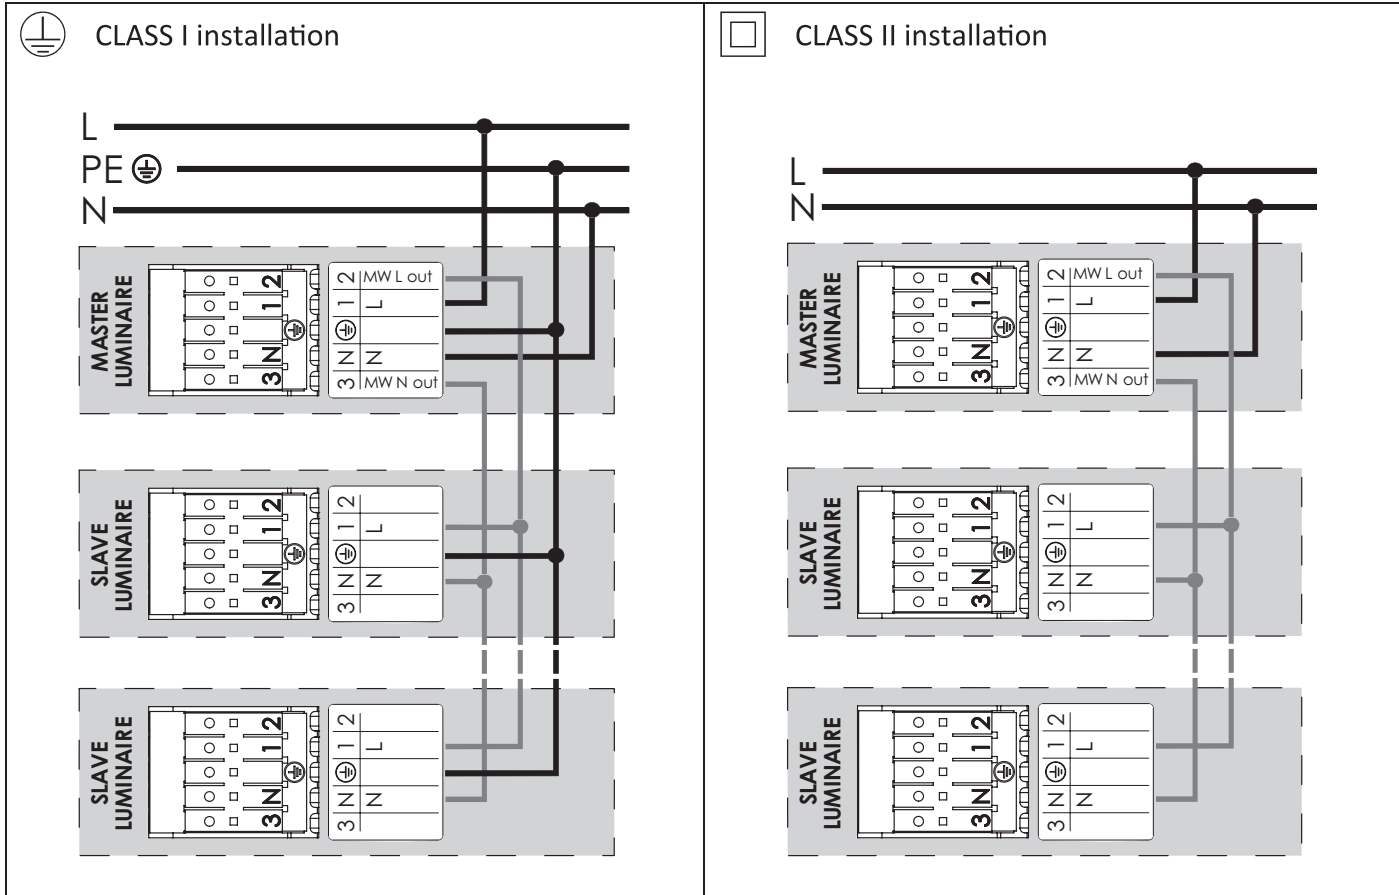 CLASS I installation
L
PE
N
MASTER
LUMINAIRE
2
1
N
3
2 MW L out
1 L
N N
3 MW N out
SLAVE
LUMINAIRE
2
1
N
3
2
1 L
N N
3
SLAVE
LUMINAIRE
2
1
N
3
2
1 L
N N
3
CLASS II installation
L
N
MASTER
LUMINAIRE
2
1
N
3
2 MW L out
1 L
N N
3 MW N out
SLAVE
LUMINAIRE
2
1
N
3
2
1 L
N N
3
SLAVE
LUMINAIRE
2
1
N
3
2
1 L
N N
3